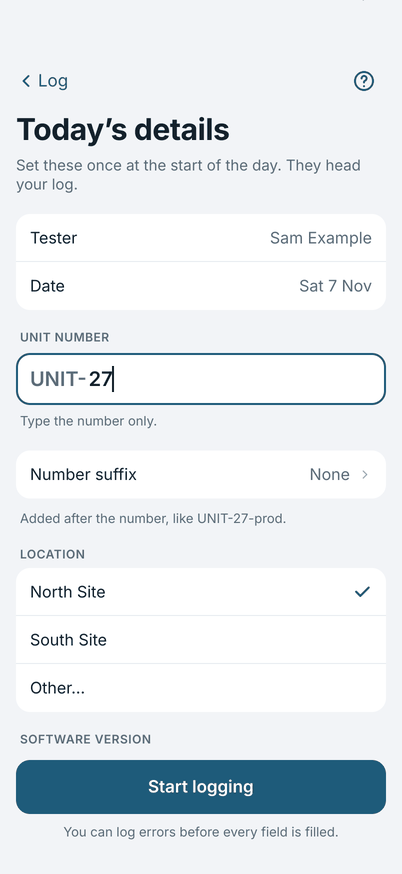 Log
Today’s details
Set these once at the start of the day. They head
your log.
Tester Sam Example
Date Sat 7 Nov
UNIT NUMBER
UNIT-27
Type the number only.
Number suffix None
Added after the number, like UNIT-27-prod.
LOCATION
North Site
South Site
Other...
SOFTWARE VERSION
Start logging
You can log errors before every field is filled.